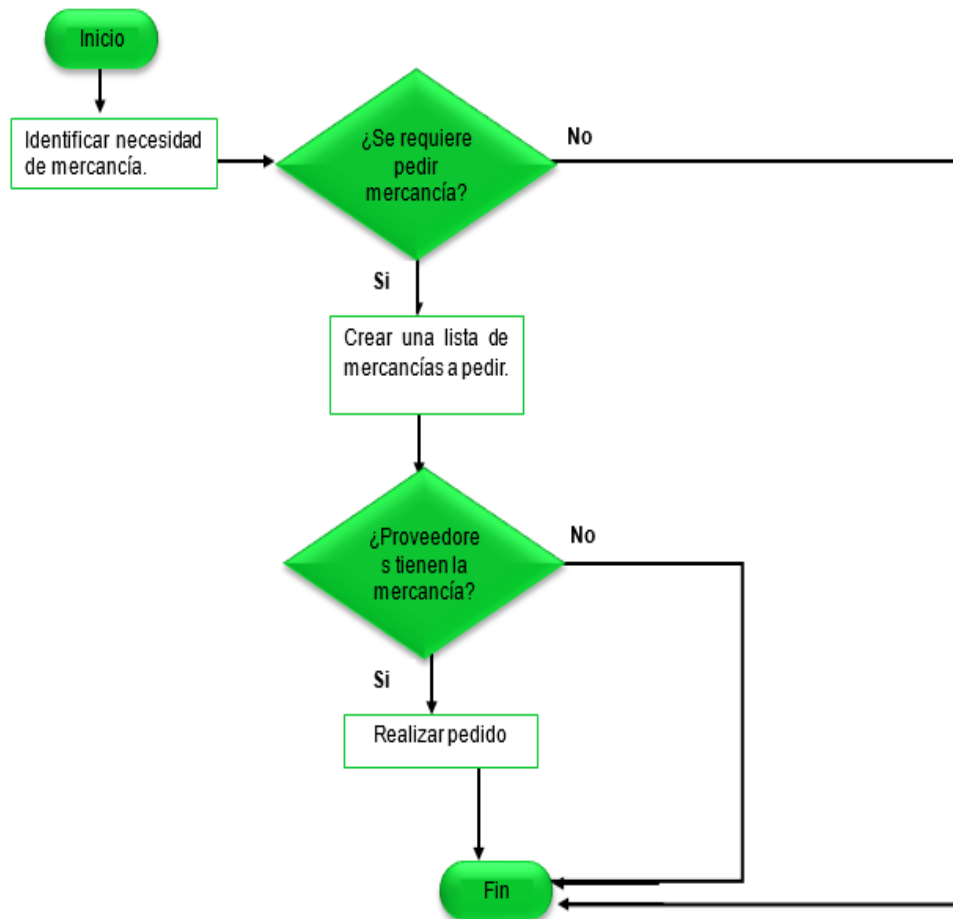 Inicio
Identificar necesidad
de mercancía.
¿Se requiere
pedir
mercancía?
No
Si
Crear una lista de
mercancías a pedir.
¿Proveedore
s tienen la
mercancía?
No
Si
Realizar pedido
Fin